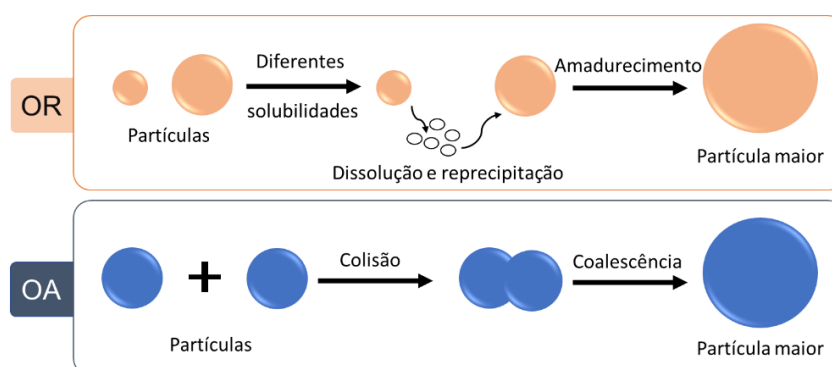 OR
Partículas
Diferentes
solubilidades
Dissolução e reprecipitação
Amadurecimento
Partícula maior
OA
+
Partículas
Colisão
Coalescência
Partícula maior